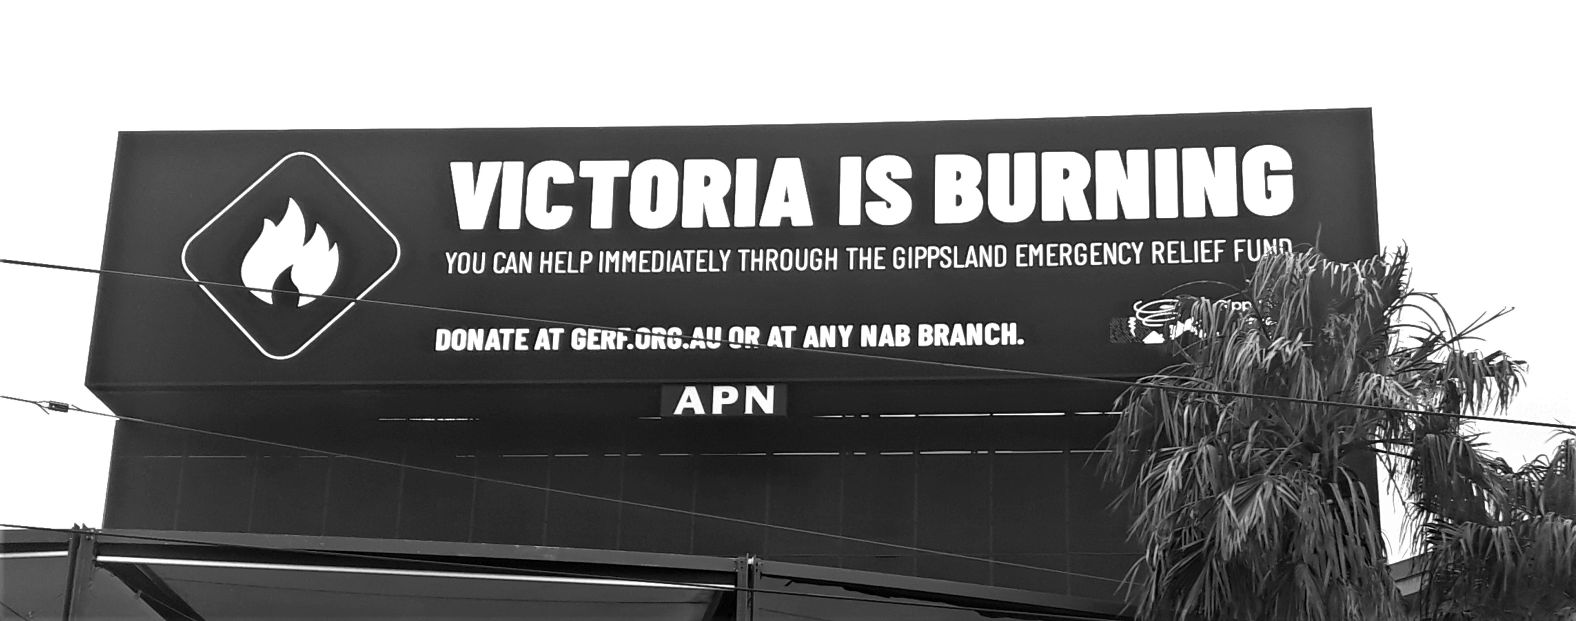 VICTORIA IS BURNING
YOU CAN HELP IMMEDIATELY THROUGH THE GIPPSLAND EMERGENCY RELIEF FUND
DONATE AT GERF.ORG.AU OR AT ANY NAB BRANCH.
APN